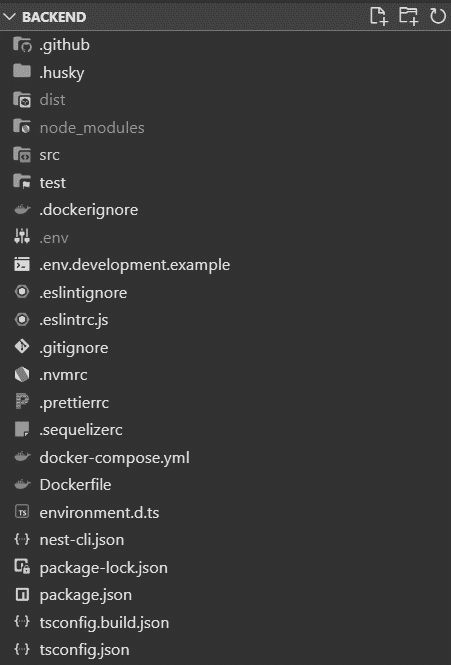 BACKEND
.github
.husky
dist
node_modules
src
test
.dockerignore
.env
.env.development.example
.eslintignore
.eslintrc.js
.gitignore
.nvmrc
.prettierrc
.sequelizerc
docker-compose.yml
Dockerfile
environment.d.ts
nest-cli.json
package-lock.json
package.json
tsconfig.build.json
tsconfig.json